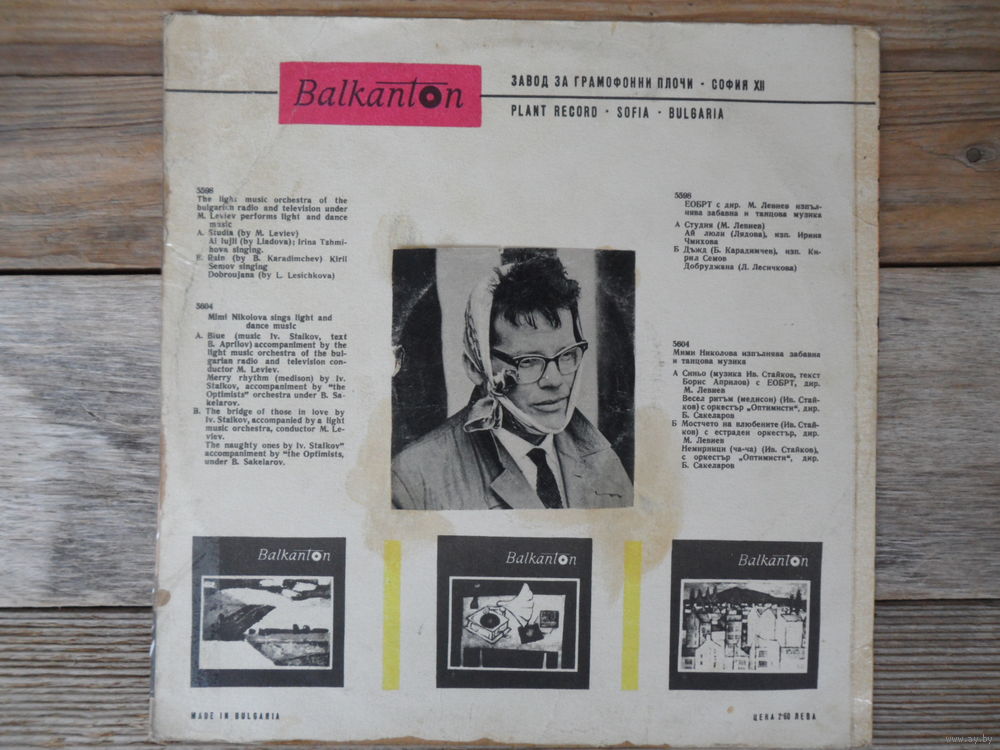 Balkanton
ЗАВОД ЗА ГРАМОФОННИ ПЛОЧИ · СОФИЯ XII
PLANT RECORD · SOFIA · BULGARIA
5598
The light music orchestra of the
bulgarian radio and television under
M. Leviev performs light and dance
music
A. Studia (by M. Leviev)
Ai lujli (by Liadova); Irina Tshmi-
hova singing.
B. Rain (by B. Karadimchev) Kiril
Semov singing
Dobroujana (by L. Lesichkova)
5604
Mimi Nikolova sings light and
dance music
A. Blue (music Iv. Staikov, text
B. Aprilov) accompaniment by the
light music orchestra of the bul-
garian radio and television con-
ductor M. Leviev.
Merry rhythm (medison) by Iv.
Staikov, accompaniment by "the
Optimists" orchestra under B. Sa-
kelarov.
B. The bridge of those in love by
Iv. Staikov, accompanied by a light
music orchestra, conductor M. Le-
viev.
The naughty ones by Iv. Staikov"
accompaniment by "the Optimists,
under B. Sakelarov.
5598
ЕОБРТ с дир. М. Левиев изпъл-
нява забавна и танцова музика
А Студия (М. Левиев)
Ай люли (Лядова), изп. Ирина
Чмихова
Б Дъжд (Б. Карадимчев), изп. Ки-
рил Семов
Добруджана (Л. Лесичкова)
5604
Мими Николова изпълнява забавна
и танцова музика
А Синьо (музика Ив. Стайков, текст
Борис Априлов) с ЕОБРТ, дир.
М. Левиев
Весел ритъм (медисон) (Ив. Стай-
ков) с оркестър „Оптимисти“, дир.
Б. Сакеларов
Б Мостчето на влюбените (Ив. Стай-
ков) с естраден оркестър, дир.
М. Левиев
Немирници (ча-ча) (Ив. Стайков),
с оркестър „Оптимисти“, дир.
Б. Сакеларов
Balkanton
Balkanton
Balkanton
MADE IN BULGARIA
ЦЕНА 2·60 ЛЕВА
www.ay.by